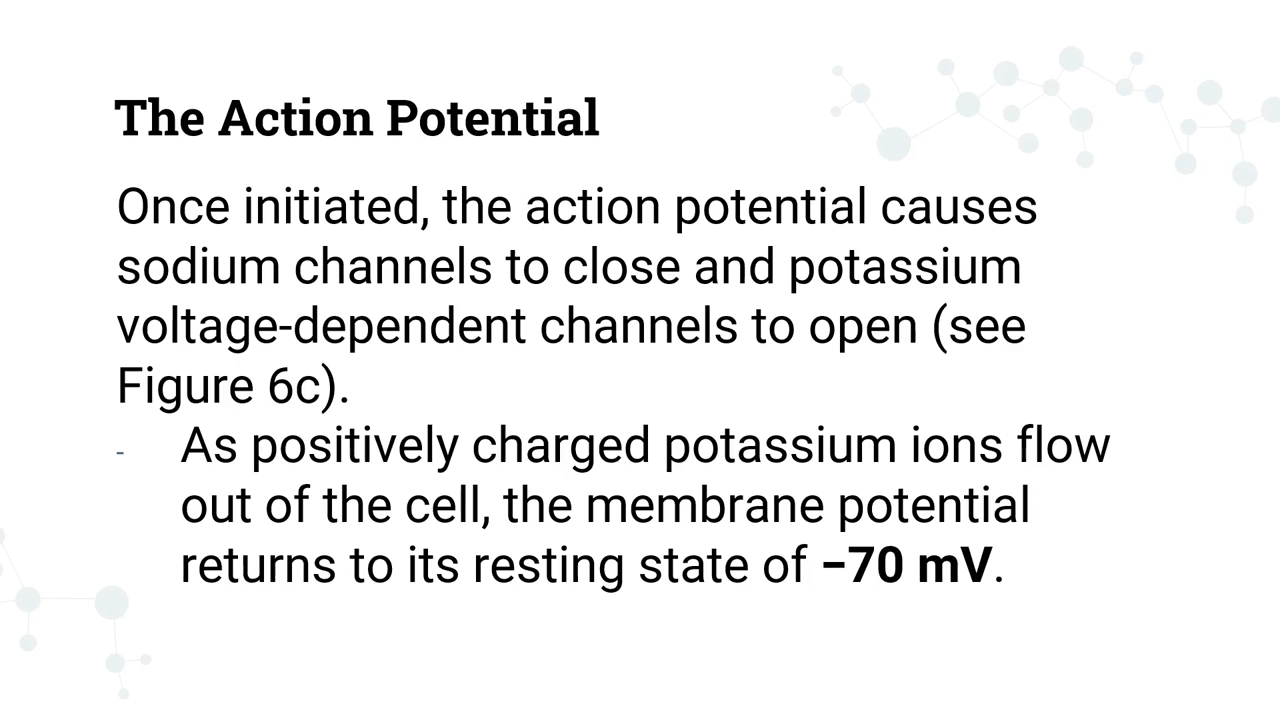 The Action Potential
Once initiated, the action potential causes
sodium channels to close and potassium
voltage-dependent channels to open (see
Figure 6c).
- As positively charged potassium ions flow
out of the cell, the membrane potential
returns to its resting state of −70 mV.